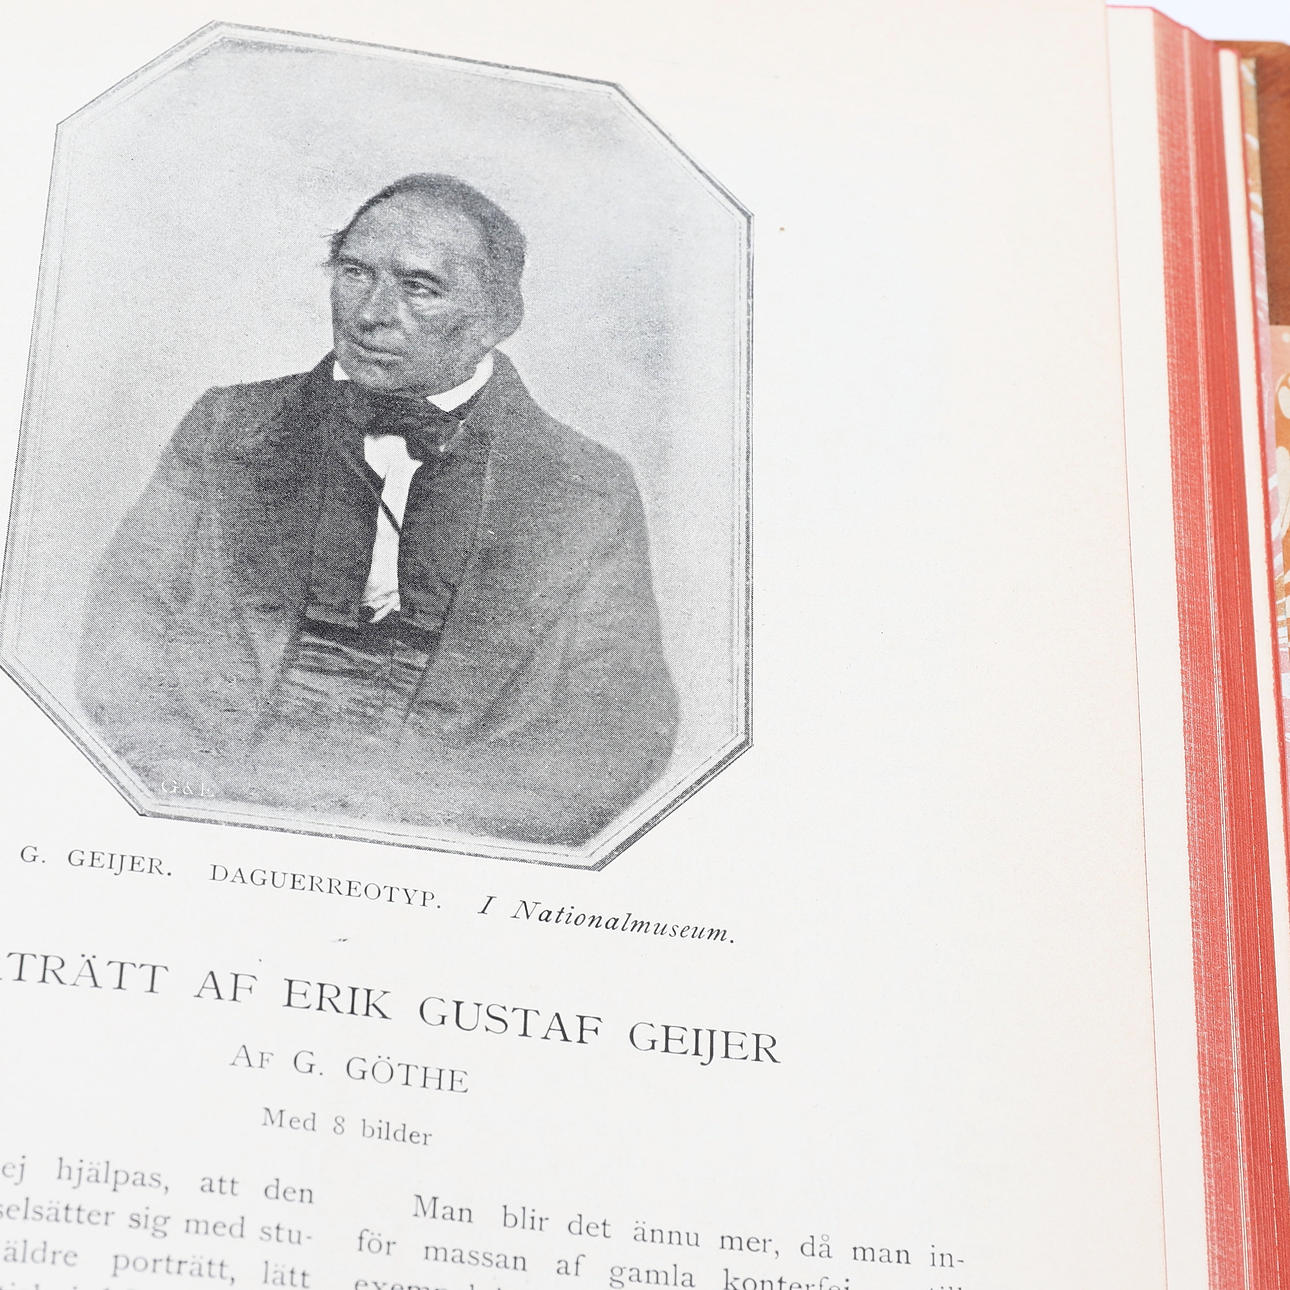 G&E
G. GEIJER. DAGUERREOTYP. I Nationalmuseum.
TRÄTT AF ERIK GUSTAF GEIJER
AF G. GÖTHE
Med 8 bilder
ej hjälpas, att den
selsätter sig med stu-
äldre porträtt, lätt
Man blir det ännu mer, då man in-
för massan af gamla konterfej